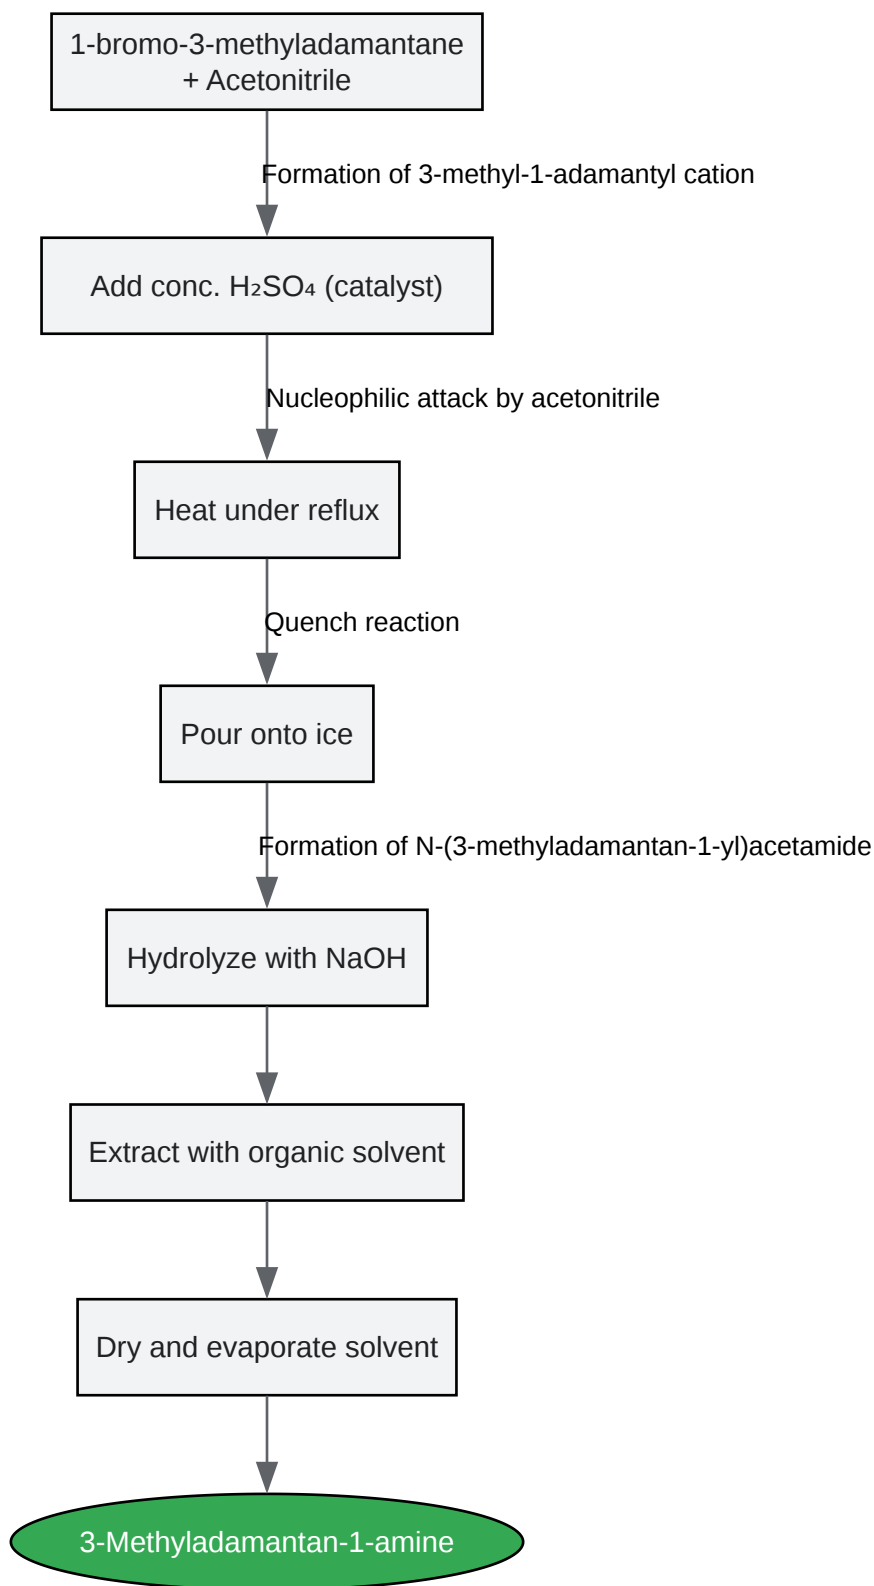 1-bromo-3-methyladamantane
+ Acetonitrile
Formation of 3-methyl-1-adamantyl cation
Add conc. H₂SO₄ (catalyst)
Nucleophilic attack by acetonitrile
Heat under reflux
Quench reaction
Pour onto ice
Formation of N-(3-methyladamantan-1-yl)acetamide
Hydrolyze with NaOH
Extract with organic solvent
Dry and evaporate solvent
3-Methyladamantan-1-amine